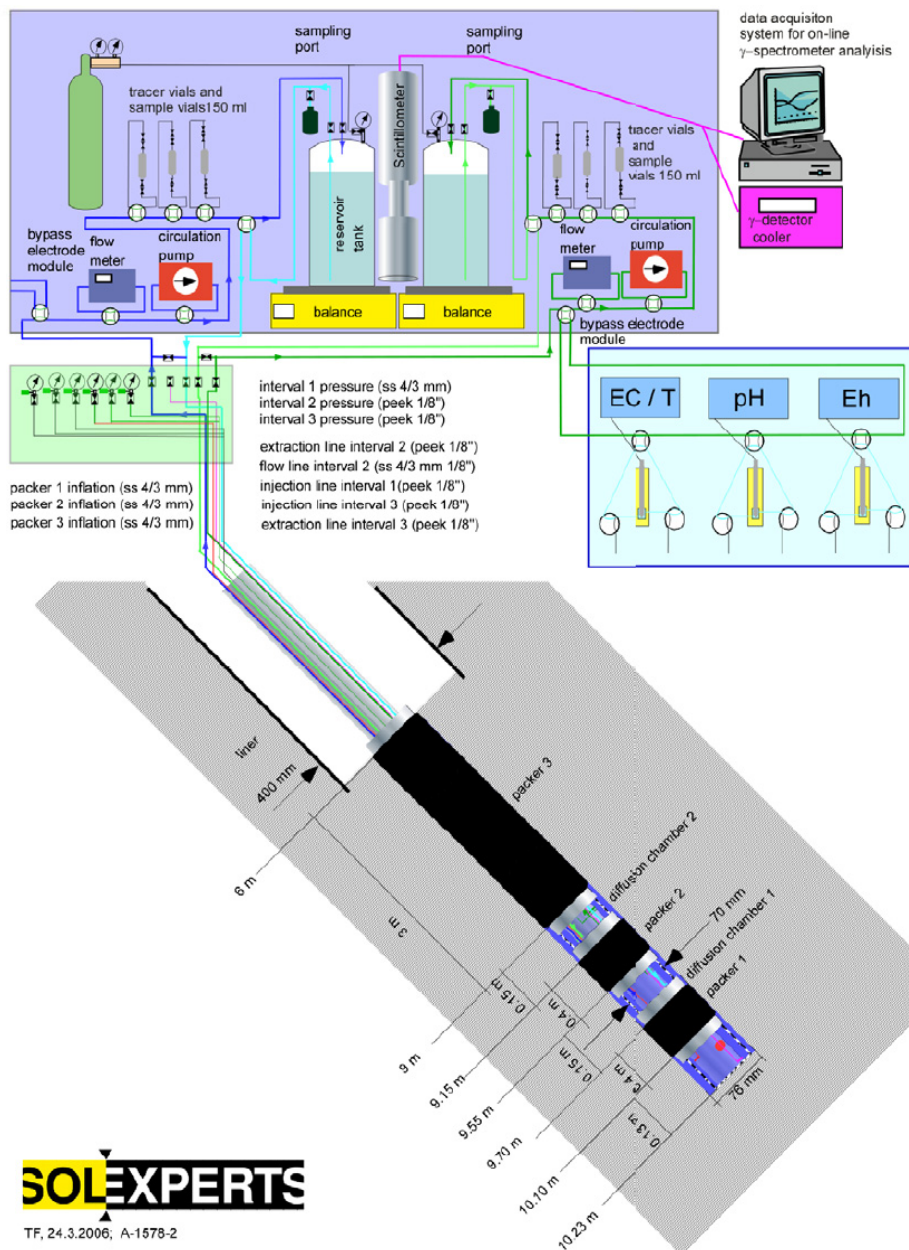 data acquisiton
system for on-line
γ-spectrometer analyisis
sampling
port
sampling
port
tracer vials and
sample vials150 ml
Scintillometer
tracer vials
and
sample
vials 150 ml
reservoir
tank
γ-detector
cooler
bypass
electrode
module
flow
meter
circulation
pump
flow
meter
circulation
pump
balance
balance
bypass electrode
module
interval 1 pressure (ss 4/3 mm)
interval 2 pressure (peek 1/8")
interval 3 pressure (peek 1/8")
extraction line interval 2 (peek 1/8")
flow line interval 2 (ss 4/3 mm 1/8")
injection line interval 1(peek 1/8")
injection line interval 3 (peek 1/8")
extraction line interval 3 (peek 1/8")
EC / T
pH
Eh
packer 1 inflation (ss 4/3 mm)
packer 2 inflation (ss 4/3 mm)
packer 3 inflation (ss 4/3 mm)
liner
400 mm
packer 3
6 m
3 m
diffusion chamber 2
packer 2
70 mm
diffusion chamber 1
packer 1
0.15 m
0.4 m
0.15 m
0.4 m
0.13 m
76 mm
9 m
9.15 m
9.55 m
9.70 m
10.10 m
10.23 m
SOLEXPERTS
TF, 24.3.2006; A-1578-2